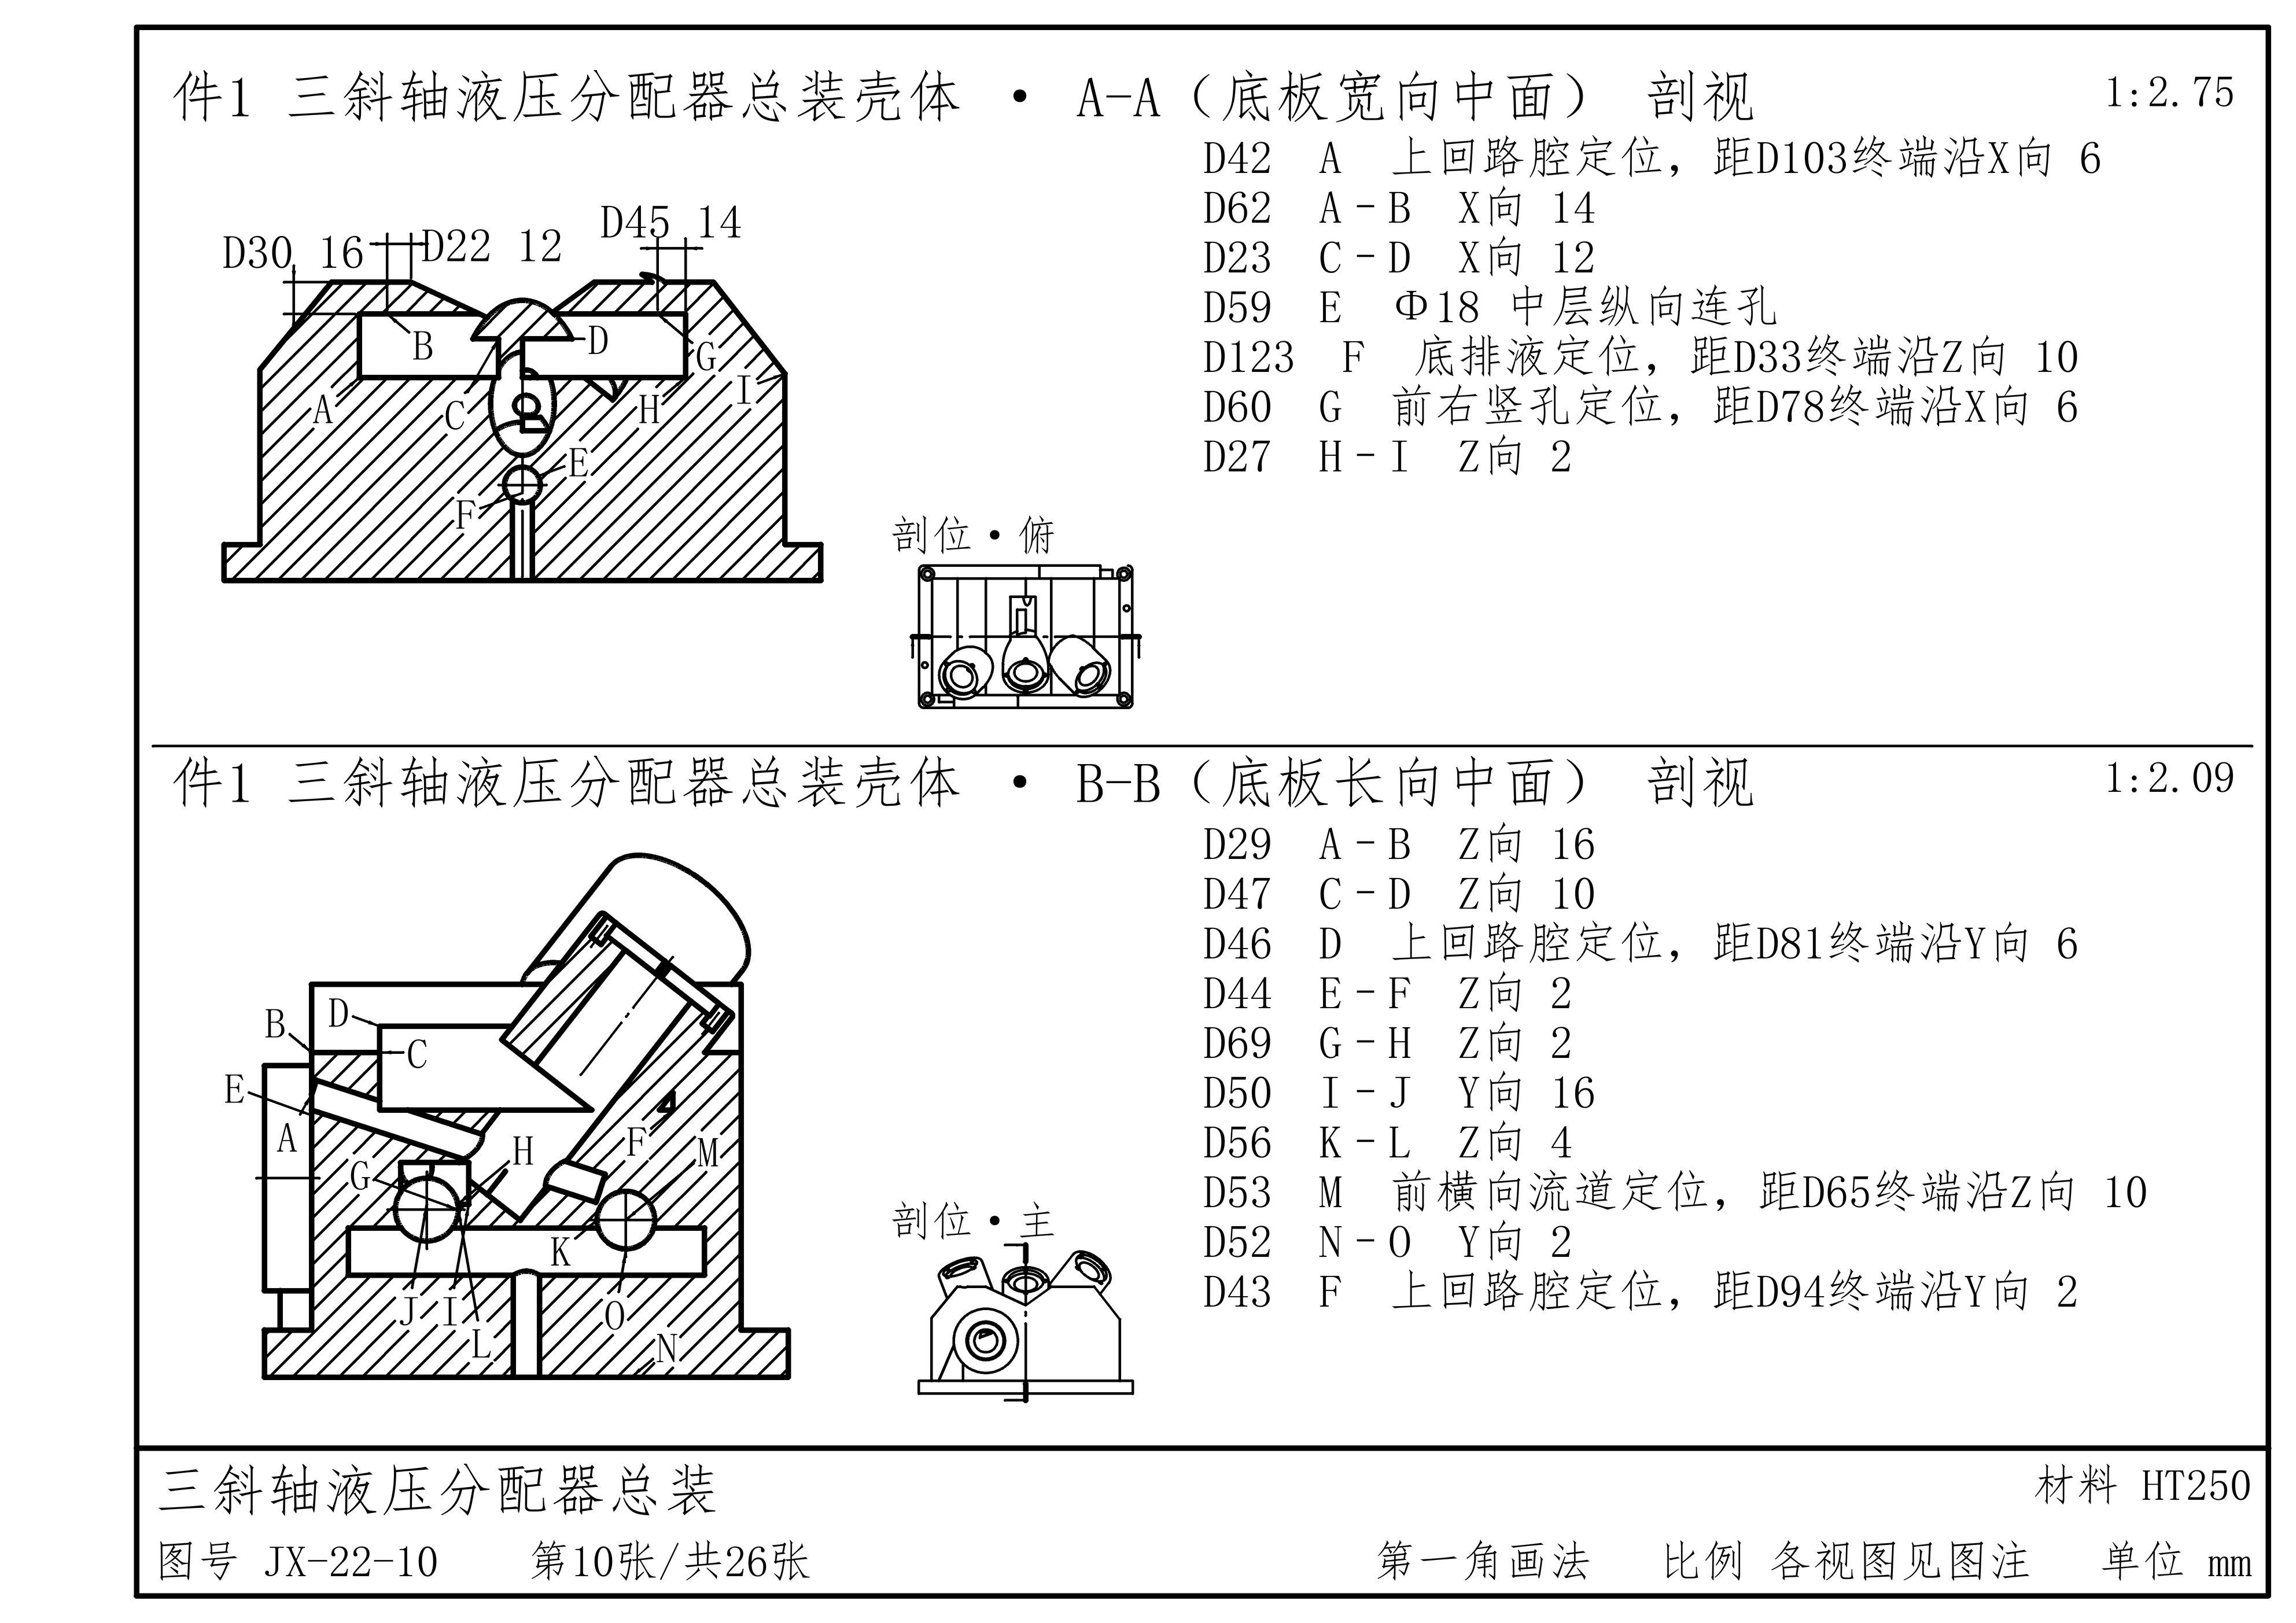 件1 三斜轴液压分配器总装壳体 · A-A（底板宽向中面） 剖视 1:2.75
D42 A 上回路腔定位，距D103终端沿X向 6
D62 A-B X向 14
D23 C-D X向 12
D59 E Φ18 中层纵向连孔
D123 F 底排液定位，距D33终端沿Z向 10
D60 G 前右竖孔定位，距D78终端沿X向 6
D27 H-I Z向 2
D30 16
D22 12
D45 14
B
D
G
A
C
H
I
E
F
剖位·俯
件1 三斜轴液压分配器总装壳体 · B-B（底板长向中面） 剖视 1:2.09
D29 A-B Z向 16
D47 C-D Z向 10
D46 D 上回路腔定位，距D81终端沿Y向 6
D44 E-F Z向 2
D69 G-H Z向 2
D50 I-J Y向 16
D56 K-L Z向 4
D53 M 前横向流道定位，距D65终端沿Z向 10
D52 N-O Y向 2
D43 F 上回路腔定位，距D94终端沿Y向 2
B
D
C
E
A
G
H
F
M
K
J
I
L
O
N
剖位·主
三斜轴液压分配器总装
材料 HT250
图号 JX-22-10 第10张/共26张
第一角画法 比例 各视图见图注 单位 mm